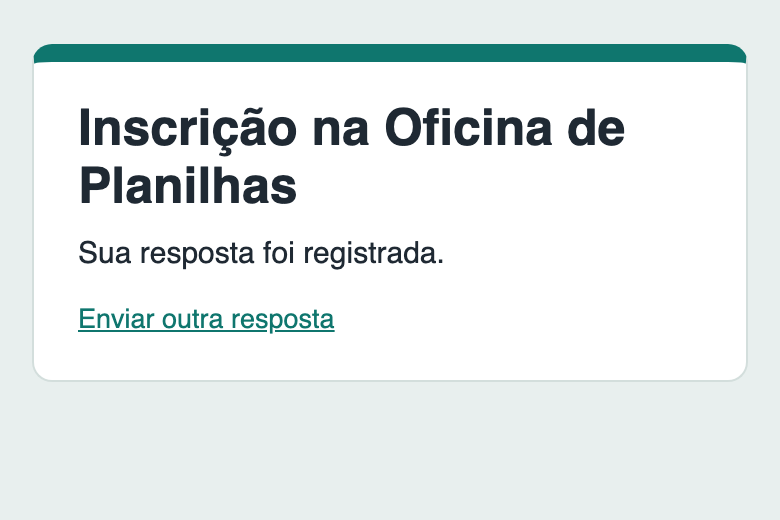 Inscrição na Oficina de
Planilhas
Sua resposta foi registrada.
Enviar outra resposta